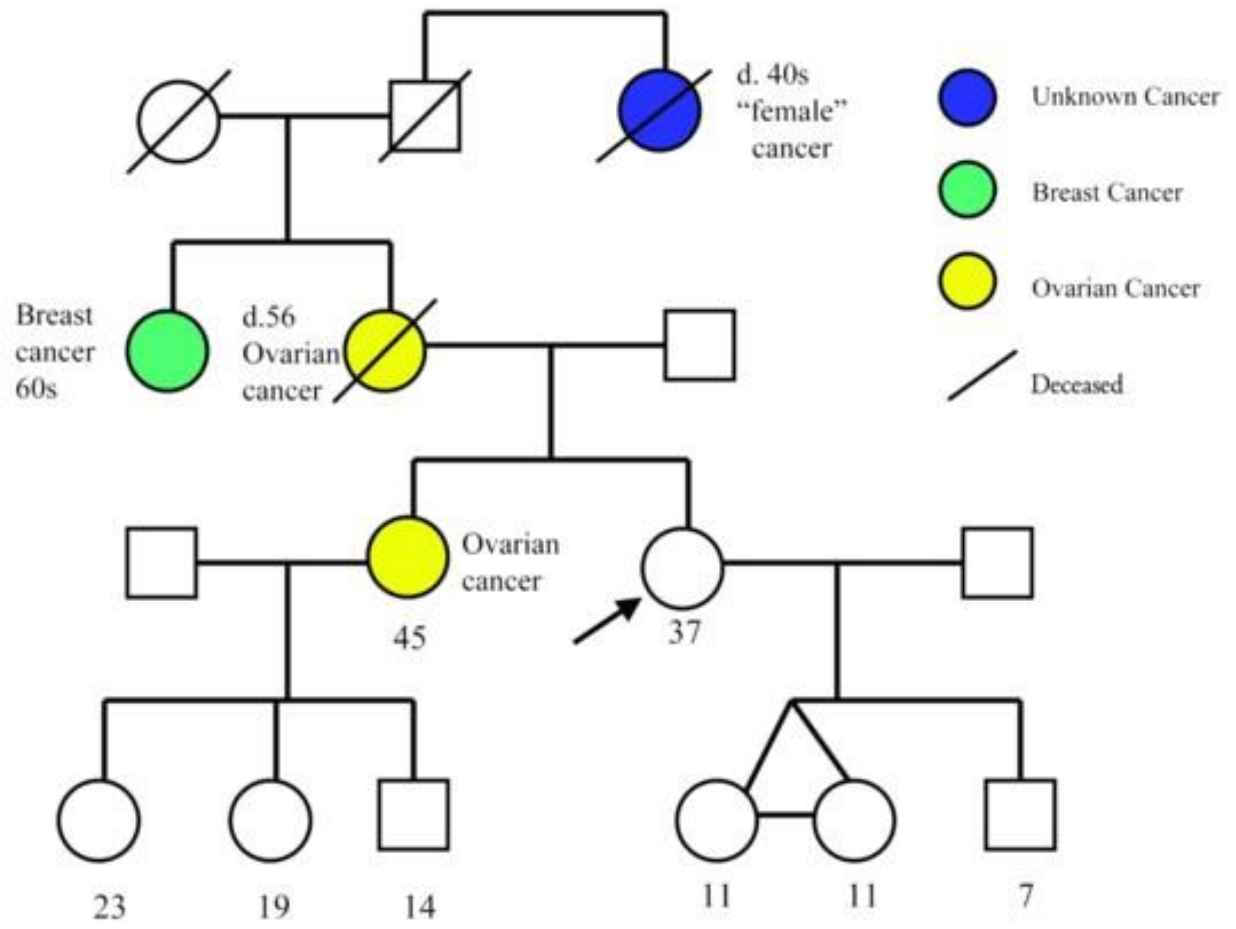 d. 40s
“female”
cancer
Unknown Cancer
Breast Cancer
Ovarian Cancer
Deceased
Breast
cancer
60s
d.56
Ovarian
cancer
Ovarian
cancer
45
37
23
19
14
11
11
7